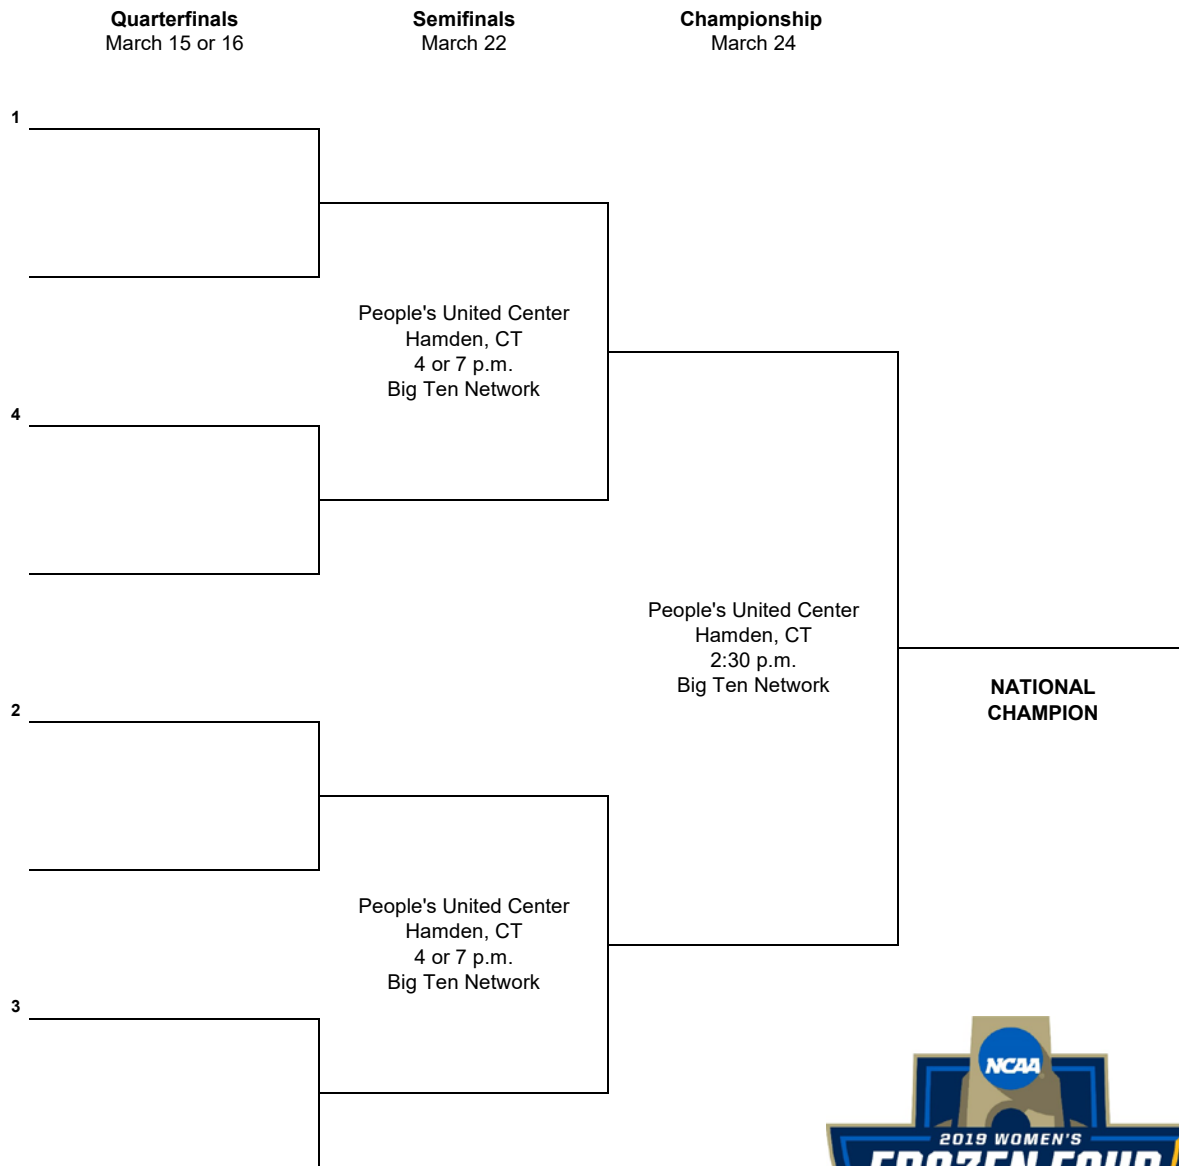 Quarterfinals
March 15 or 16
Semifinals
March 22
Championship
March 24
1
People's United Center
Hamden, CT
4 or 7 p.m.
Big Ten Network
4
People's United Center
Hamden, CT
2:30 p.m.
Big Ten Network
NATIONAL
CHAMPION
2
People's United Center
Hamden, CT
4 or 7 p.m.
Big Ten Network
3
NCAA
2019 WOMEN'S
FROZEN FOUR